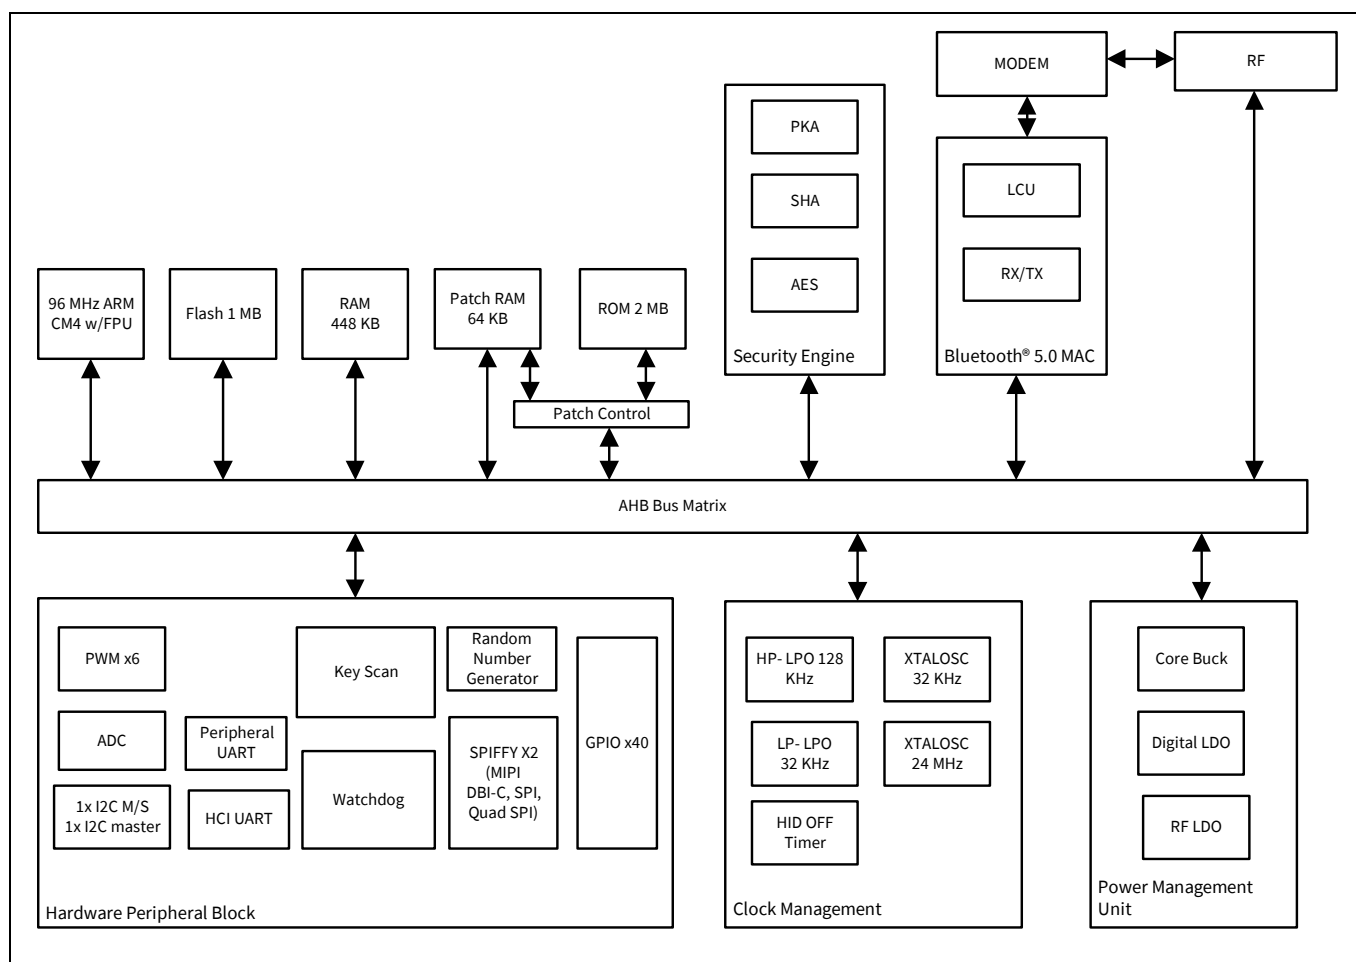 MODEM
RF
PKA
SHA
AES
Security Engine
LCU
RX/TX
Bluetooth® 5.0 MAC
96 MHz ARM
CM4 w/FPU
Flash 1 MB
RAM
448 KB
Patch RAM
64 KB
ROM 2 MB
Patch Control
AHB Bus Matrix
PWM x6
ADC
1x I2C M/S
1x I2C master
Peripheral
UART
HCI UART
Key Scan
Watchdog
Random
Number
Generator
SPIFFY X2
(MIPI
DBI-C, SPI,
Quad SPI)
GPIO x40
Hardware Peripheral Block
HP- LPO 128
KHz
XTALOSC
32 KHz
LP- LPO
32 KHz
XTALOSC
24 MHz
HID OFF
Timer
Clock Management
Core Buck
Digital LDO
RF LDO
Power Management
Unit